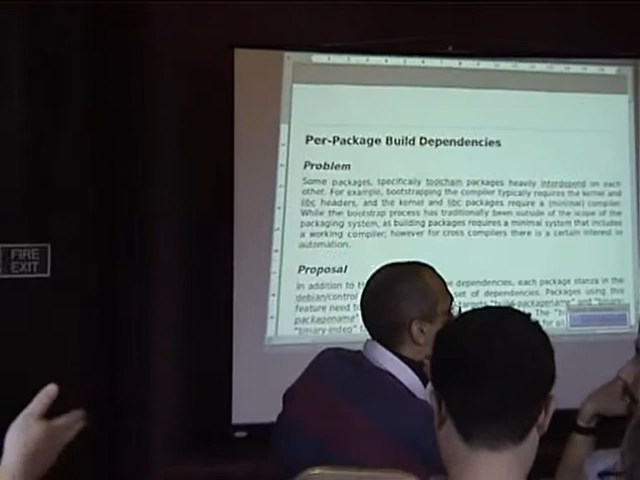 Per-Package Build Dependencies
Problem
Some packages, specifically toolchain packages heavily interdepend on each
other. For example, bootstrapping the compiler typically requires the kernel and
libc headers, and the kernel and libc packages require a (minimal) compiler.
While the bootstrap process has traditionally been outside of the scope of the
packaging system, as building packages requires a minimal system that includes
a working compiler; however for cross compilers there is a certain interest in
automation.
FIRE
EXIT
Proposal
In addition to dependencies, each package stanza in the
debian/control set of dependencies. Packages using this
feature need targets "build-packagename" and "binary-
packagename" The
"binary-indep" for all